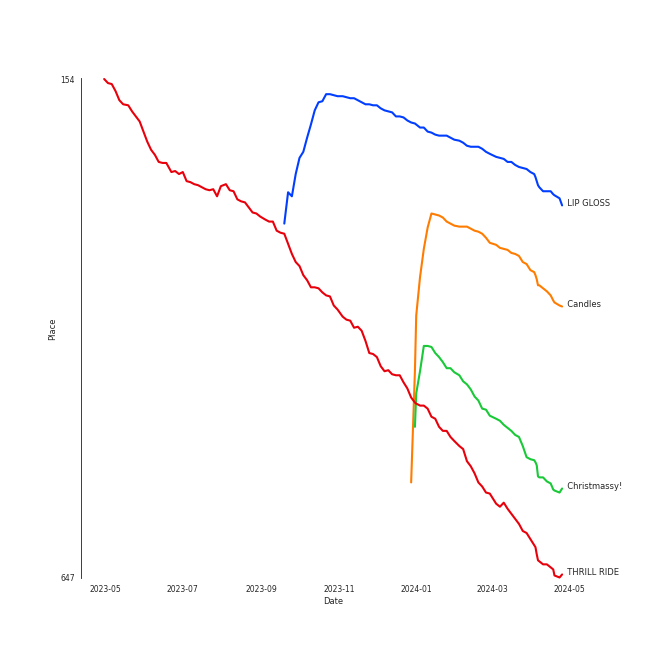 154
LIP GLOSS
Candles
Place
Christmassy!
THRILL RIDE
647
2023-05 2023-07 2023-09 2023-11 2024-01 2024-03 2024-05
Date